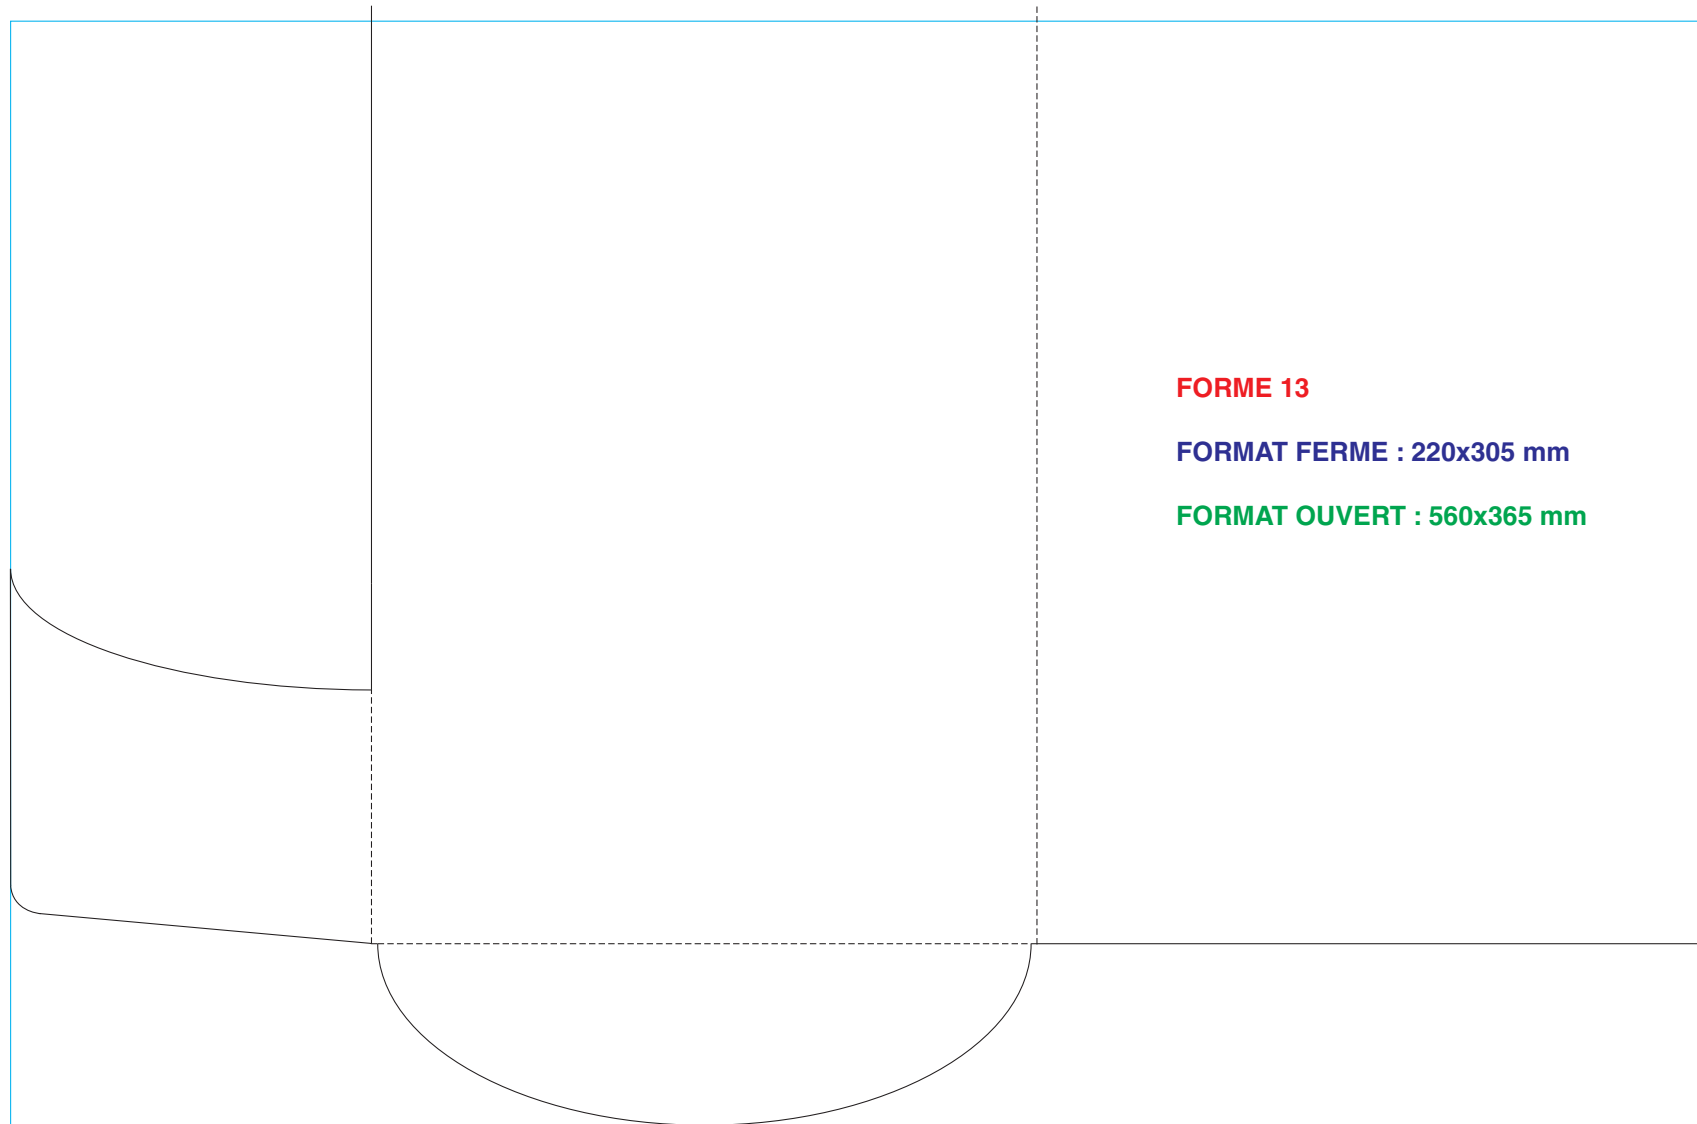 FORME 13
FORMAT FERME : 220x305 mm
FORMAT OUVERT : 560x365 mm